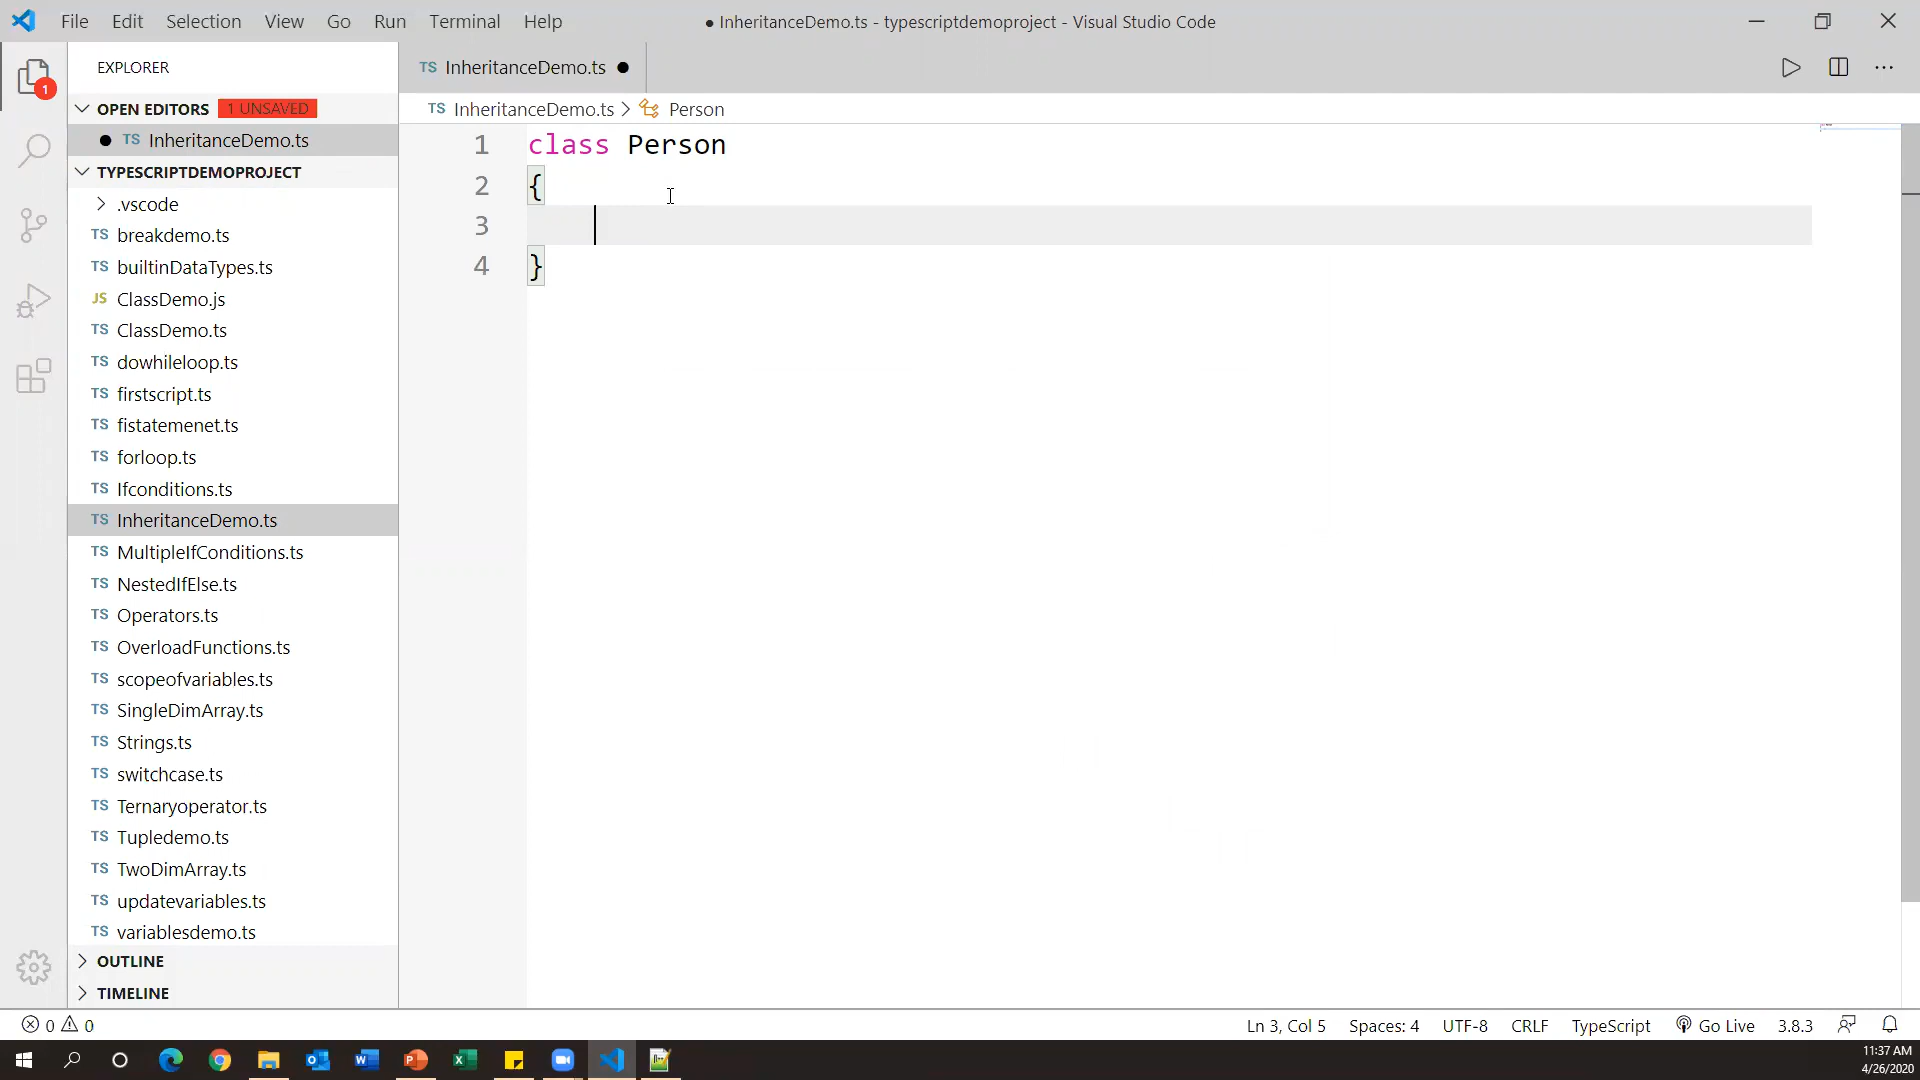 File Edit Selection View Go Run Terminal Help ● InheritanceDemo.ts - typescriptdemoproject - Visual Studio Code
EXPLORER
1
OPEN EDITORS 1 UNSAVED
● TS InheritanceDemo.ts
TYPESCRIPTDEMOPROJECT
.vscode
TS breakdemo.ts
TS builtinDataTypes.ts
JS ClassDemo.js
TS ClassDemo.ts
TS dowhileloop.ts
TS firstscript.ts
TS fistatemenet.ts
TS forloop.ts
TS Ifconditions.ts
TS InheritanceDemo.ts
TS MultipleIfConditions.ts
TS NestedIfElse.ts
TS Operators.ts
TS OverloadFunctions.ts
TS scopeofvariables.ts
TS SingleDimArray.ts
TS Strings.ts
TS switchcase.ts
TS Ternaryoperator.ts
TS Tupledemo.ts
TS TwoDimArray.ts
TS updatevariables.ts
TS variablesdemo.ts
OUTLINE
TIMELINE
TS InheritanceDemo.ts ●
TS InheritanceDemo.ts > Person
1 class Person
2 {
3
4 }
0 0 Ln 3, Col 5 Spaces: 4 UTF-8 CRLF TypeScript Go Live 3.8.3
11:37 AM
4/26/2020